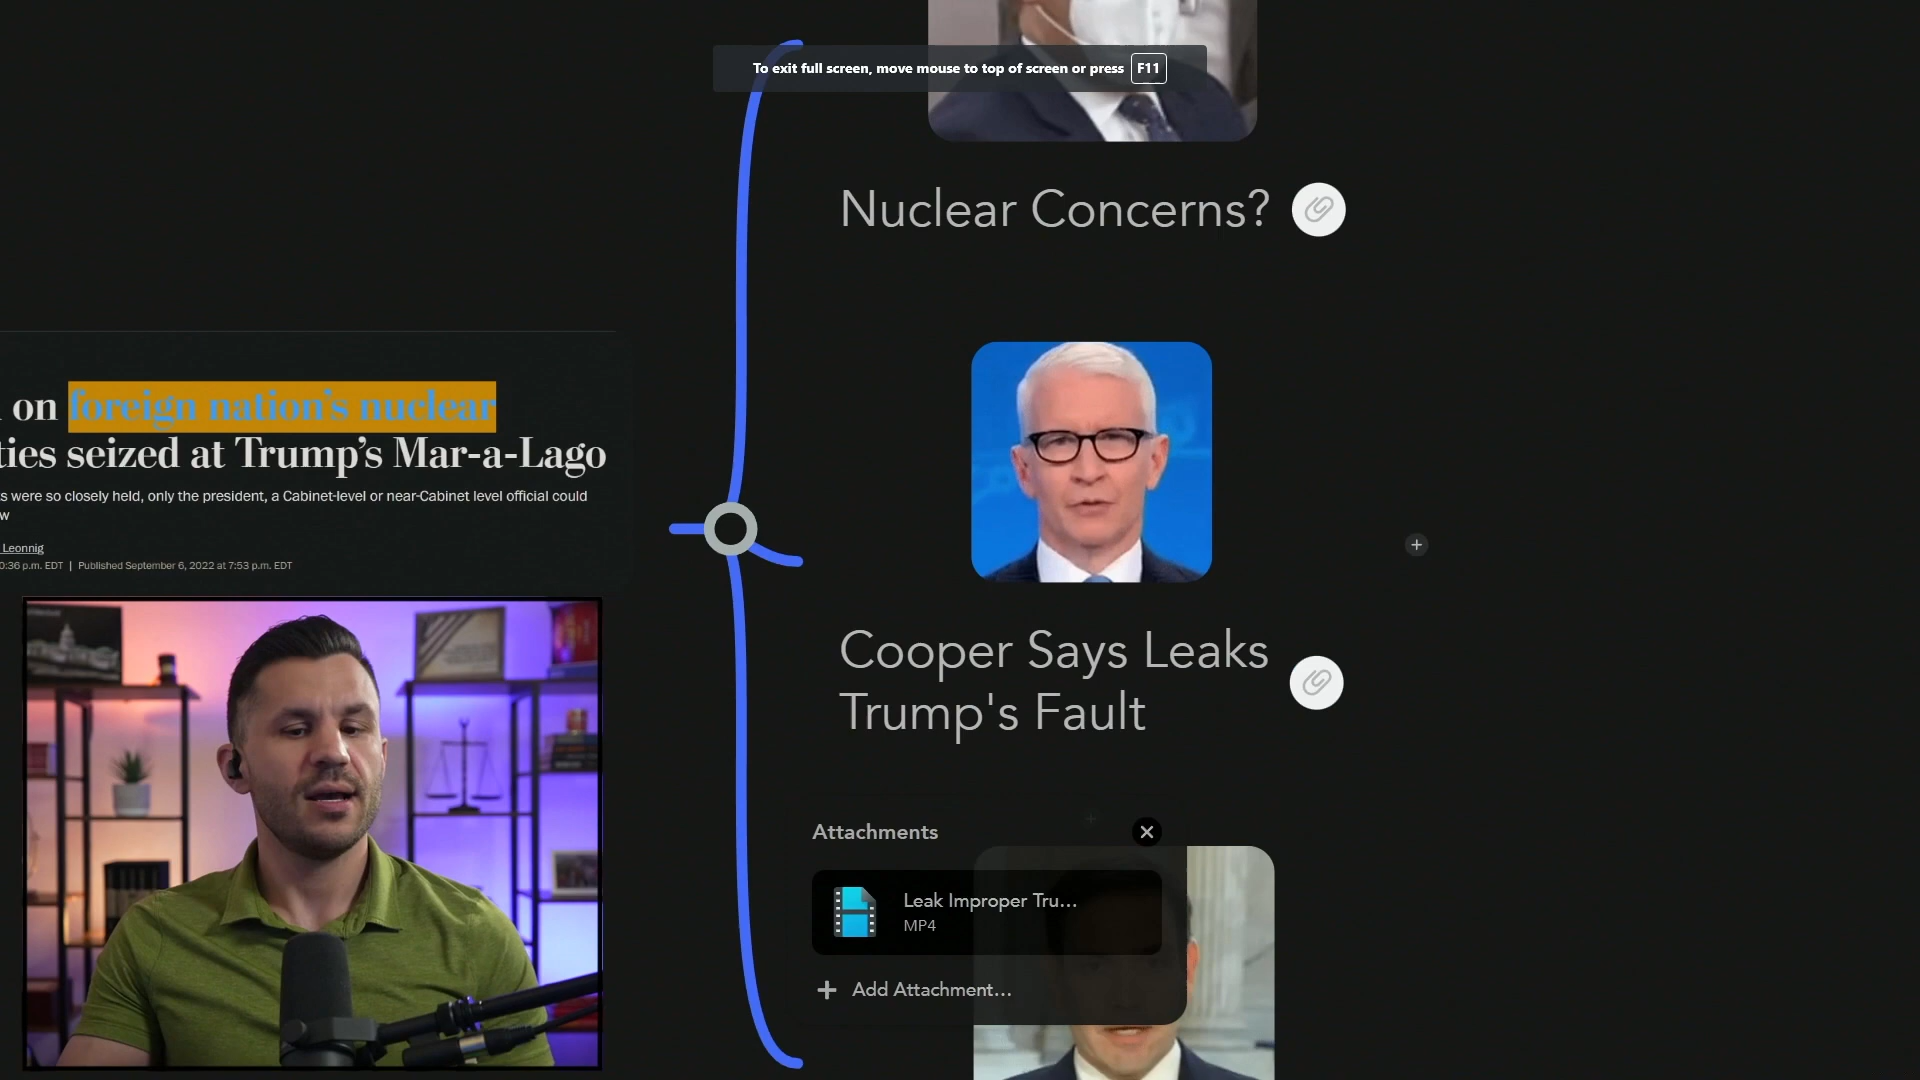 To exit full screen, move mouse to top of screen or press F11
Nuclear Concerns?
on foreign nation's nuclear
ties seized at Trump's Mar-a-Lago
s were so closely held, only the president, a Cabinet-level or near-Cabinet level official could
w
Leonnig
0:36 p.m. EDT | Published September 6, 2022 at 7:53 p.m. EDT
Cooper Says Leaks
Trump's Fault
Attachments
Leak Improper Tru...
MP4
Add Attachment...